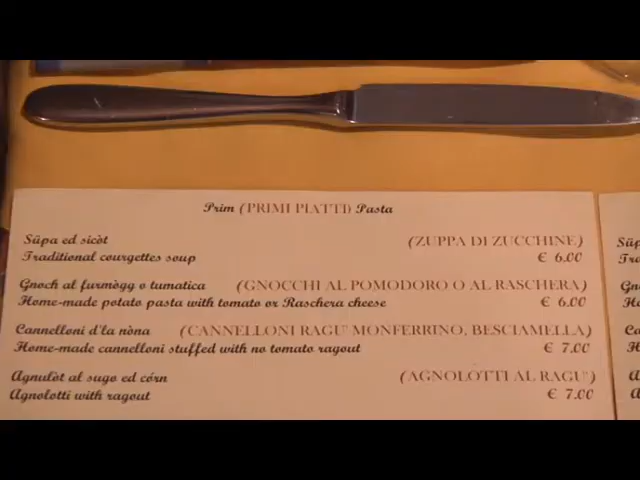 Prim (PRIMI PIATTI) Pasta
Süpa ed sicòt (ZUPPA DI ZUCCHINE)
Traditional courgettes soup € 6.00
Gnoch al furmògg o tumatica (GNOCCHI AL POMODORO O AL RASCHERA)
Home-made potato pasta with tomato or Raschera cheese € 6.00
Cannelloni d'la nòna (CANNELLONI RAGU' MONFERRINO, BESCIAMELLA)
Home-made cannelloni stuffed with no tomato ragout € 7.00
Agnulòt al sugo ed córn (AGNOLOTTI AL RAGU')
Agnolotti with ragout € 7.00